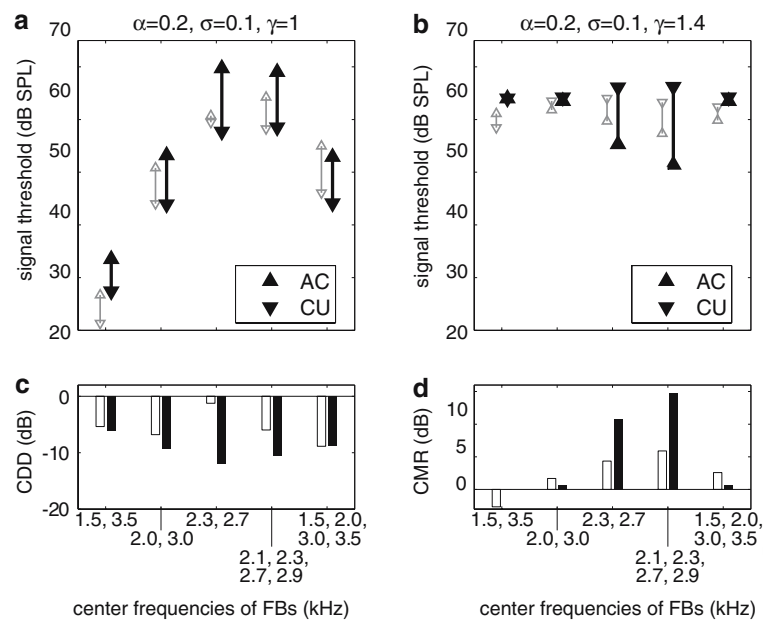 a
α=0.2, σ=0.1, γ=1
70
60
50
40
30
20
signal threshold (dB SPL)
AC
CU
b
α=0.2, σ=0.1, γ=1.4
70
60
50
40
30
20
signal threshold (dB SPL)
AC
CU
c
0
-10
-20
CDD (dB)
1.5, 3.5
2.0, 3.0
2.3, 2.7
2.1, 2.3,
2.7, 2.9
1.5, 2.0,
3.0, 3.5
center frequencies of FBs (kHz)
d
10
5
0
CMR (dB)
1.5, 3.5
2.0, 3.0
2.3, 2.7
2.1, 2.3,
2.7, 2.9
1.5, 2.0,
3.0, 3.5
center frequencies of FBs (kHz)